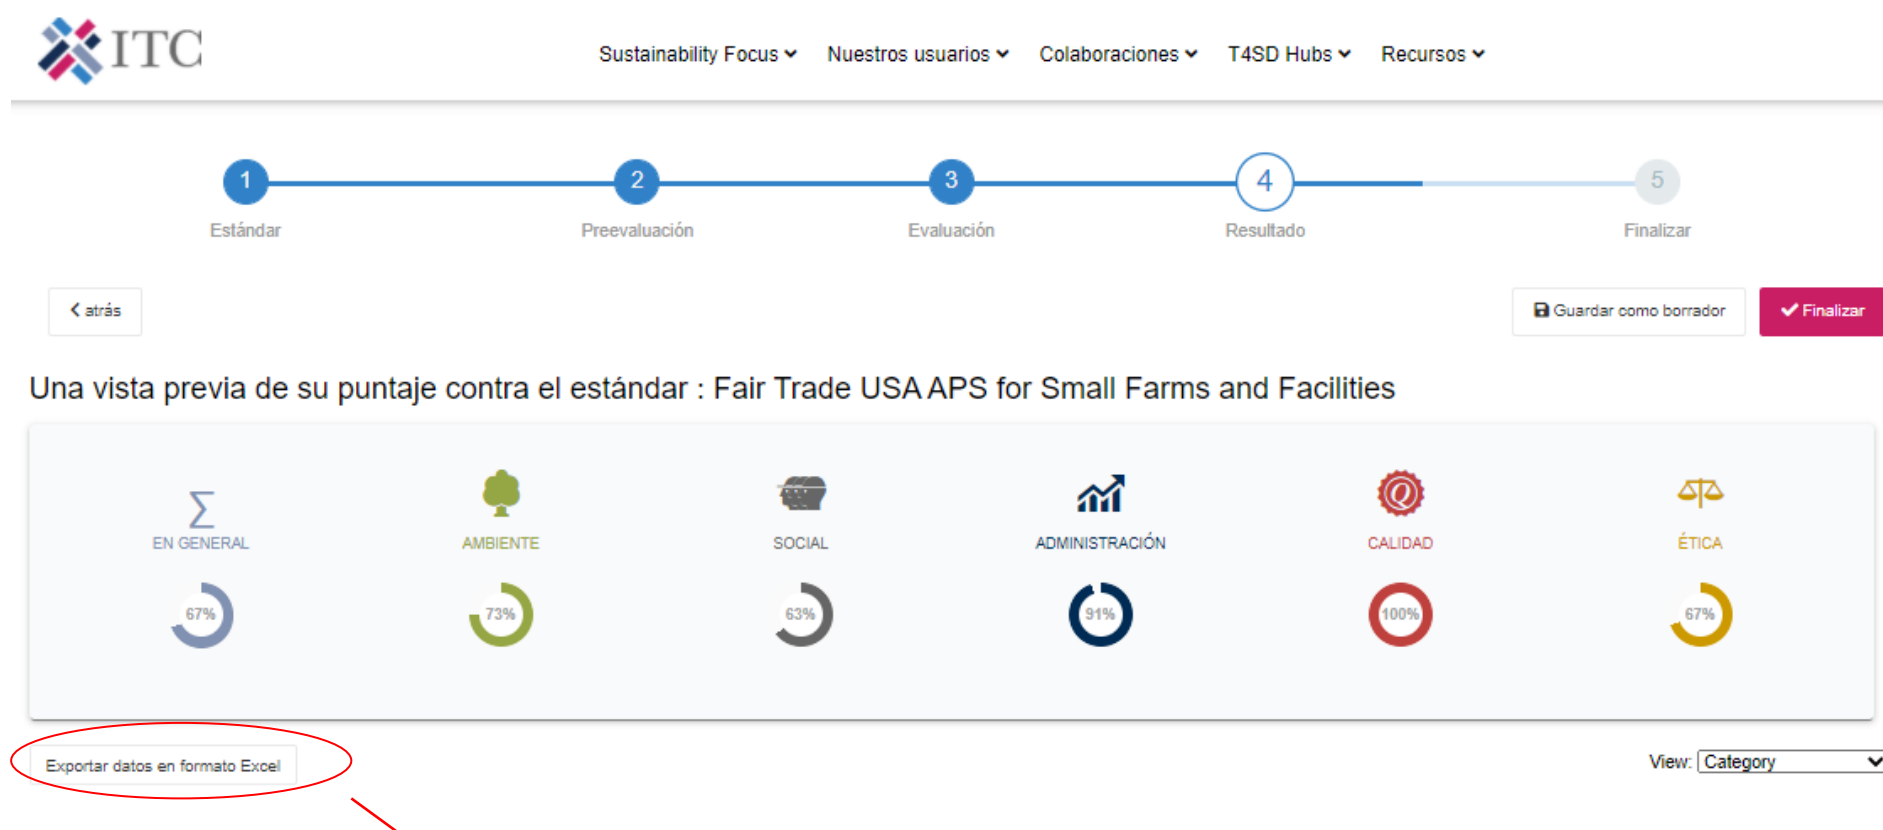 ITC
Sustainability Focus Nuestros usuarios Colaboraciones T4SD Hubs Recursos
1 2 3 4 5
Estándar Preevaluación Evaluación Resultado Finalizar
atrás Guardar como borrador Finalizar
Una vista previa de su puntaje contra el estándar : Fair Trade USA APS for Small Farms and Facilities
EN GENERAL AMBIENTE SOCIAL ADMINISTRACIÓN CALIDAD ÉTICA
67% 73% 63% 91% 100% 67%
Exportar datos en formato Excel View: Category